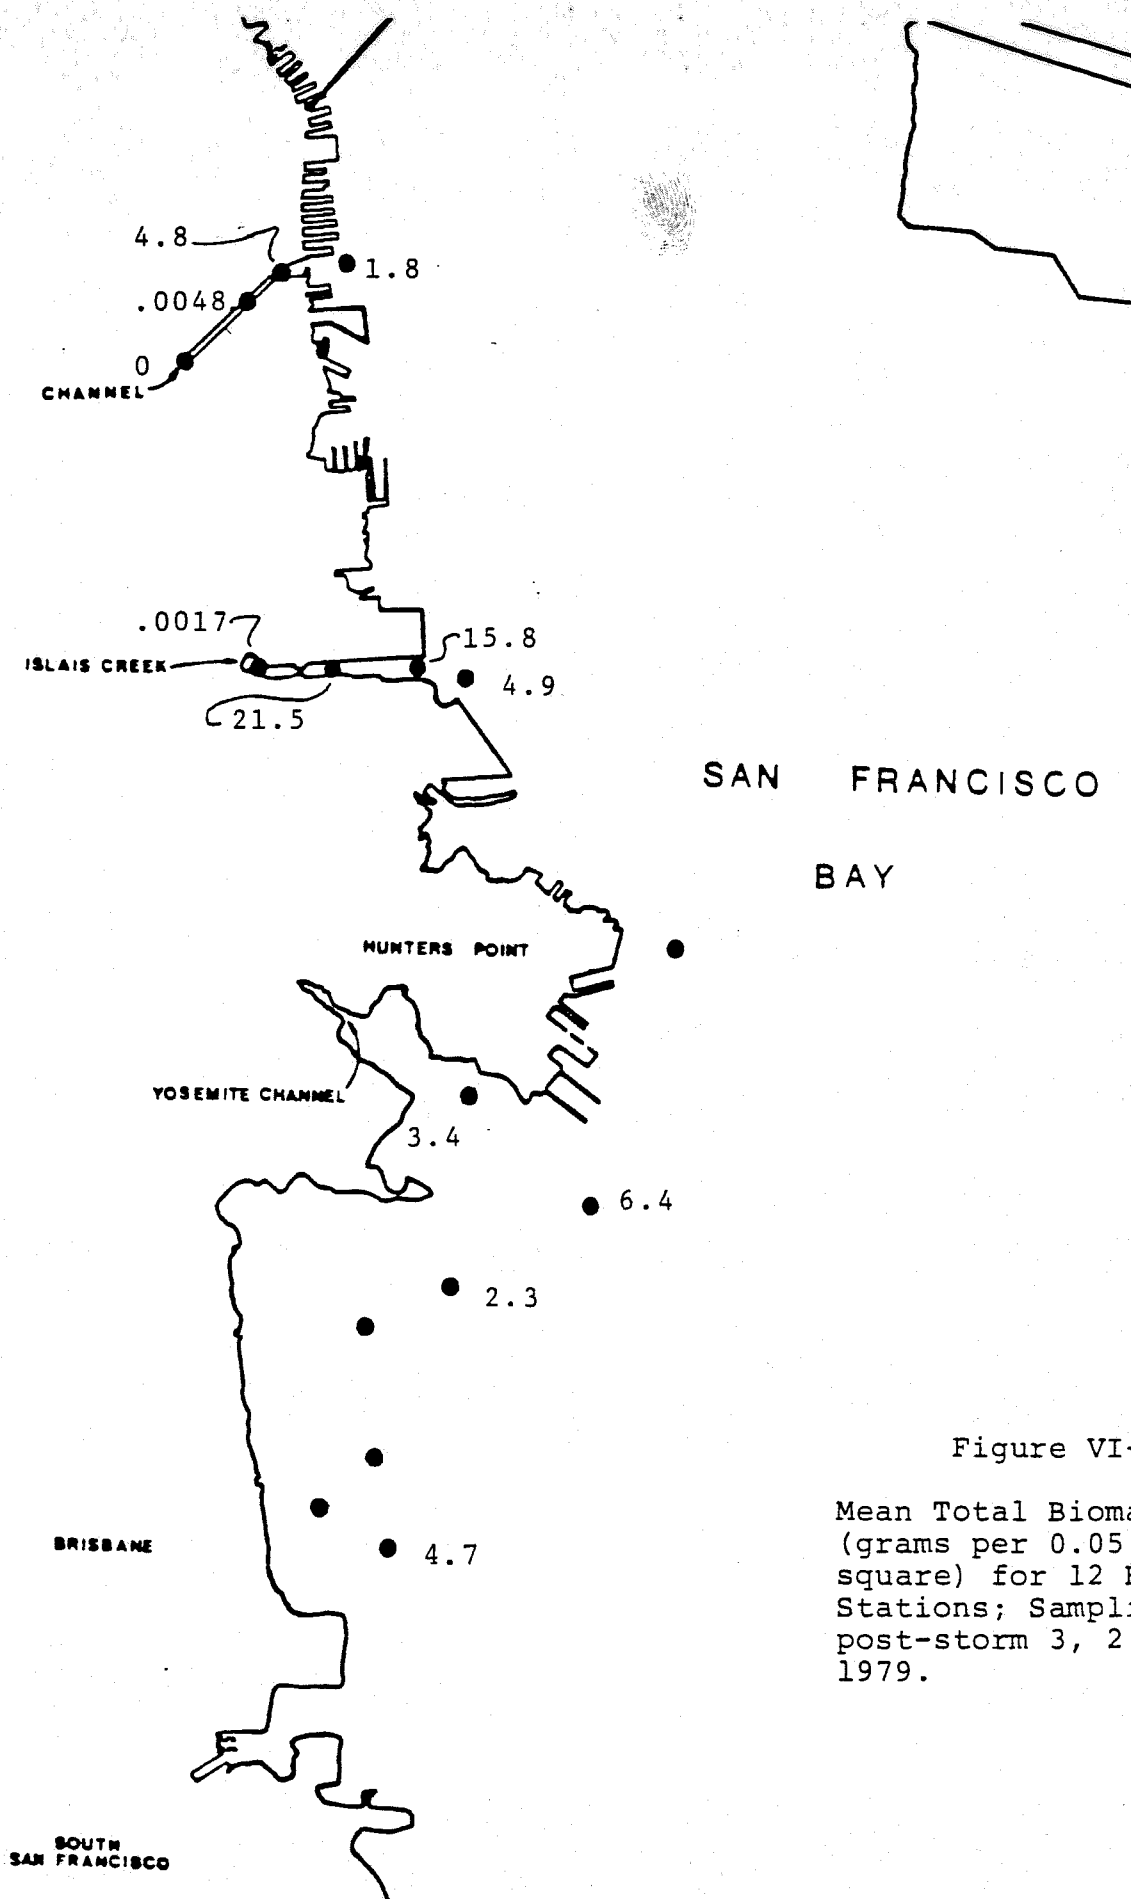 4.8
1.8
.0048
0
CHANNEL
.0017
15.8
ISLAIS CREEK
4.9
21.5
SAN FRANCISCO
BAY
HUNTERS POINT
YOSEMITE CHANNEL
3.4
6.4
2.3
Figure VI-
Mean Total Bioma
(grams per 0.05
square) for 12
Stations; Sampli
post-storm 3, 2
1979.
BRISBANE
4.7
SOUTH
SAN FRANCISCO